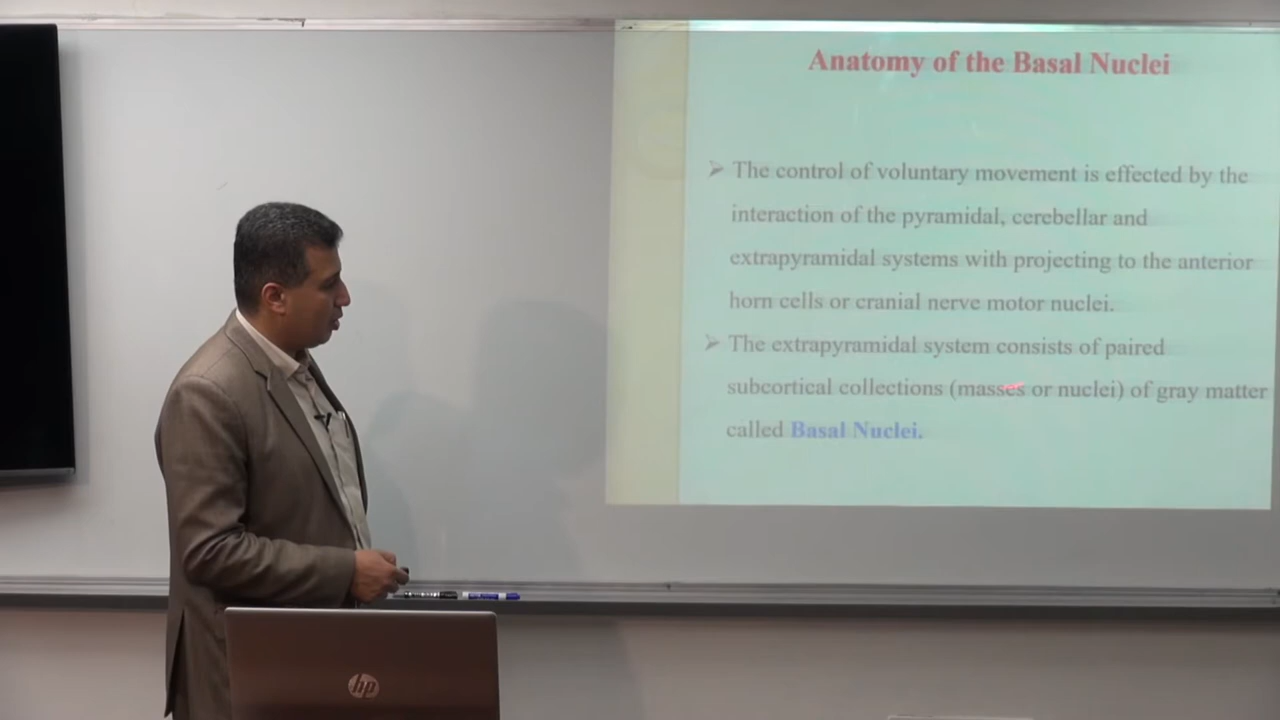 Anatomy of the Basal Nuclei
➢ The control of voluntary movement is effected by the
interaction of the pyramidal, cerebellar and
extrapyramidal systems with projecting to the anterior
horn cells or cranial nerve motor nuclei.
➢ The extrapyramidal system consists of paired
subcortical collections (masses or nuclei) of gray matter
called Basal Nuclei.
hp